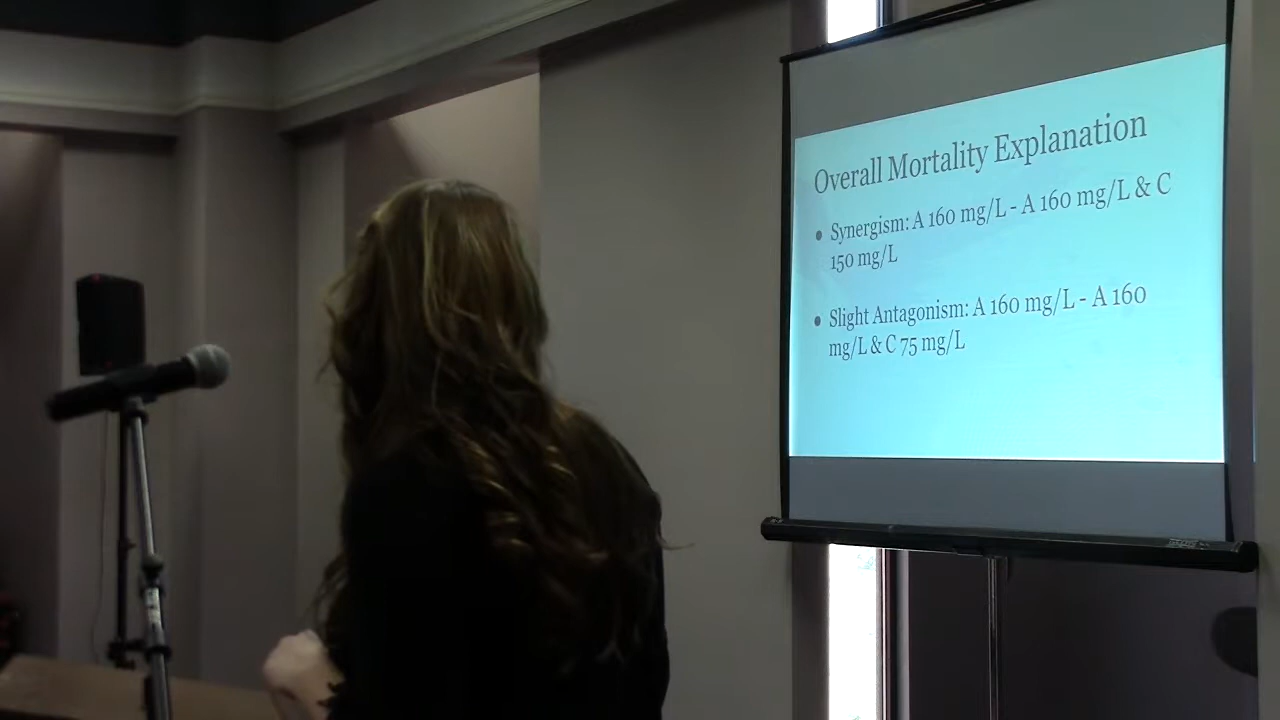 Overall Mortality Explanation
• Synergism: A 160 mg/L - A 160 mg/L & C
150 mg/L
• Slight Antagonism: A 160 mg/L - A 160
mg/L & C 75 mg/L